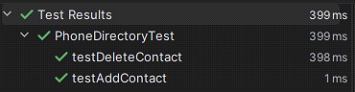 Test Results 399 ms
PhoneDirectoryTest 399 ms
testDeleteContact 398 ms
testAddContact 1 ms